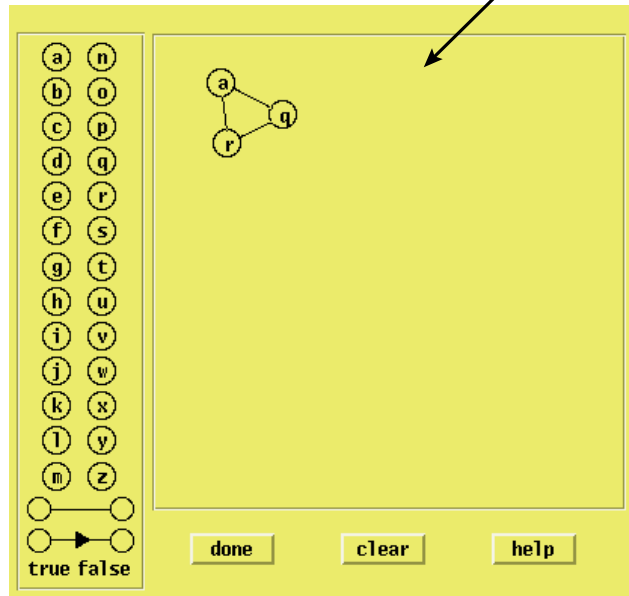 a n
b o
c p
d q
e r
f s
g t
h u
i v
j w
k x
l y
m z
true false
a
q
r
done clear help